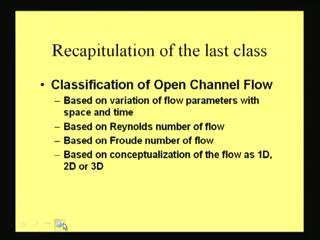 Recapitulation of the last class
• Classification of Open Channel Flow
– Based on variation of flow parameters with
space and time
– Based on Reynolds number of flow
– Based on Froude number of flow
– Based on conceptualization of the flow as 1D,
2D or 3D